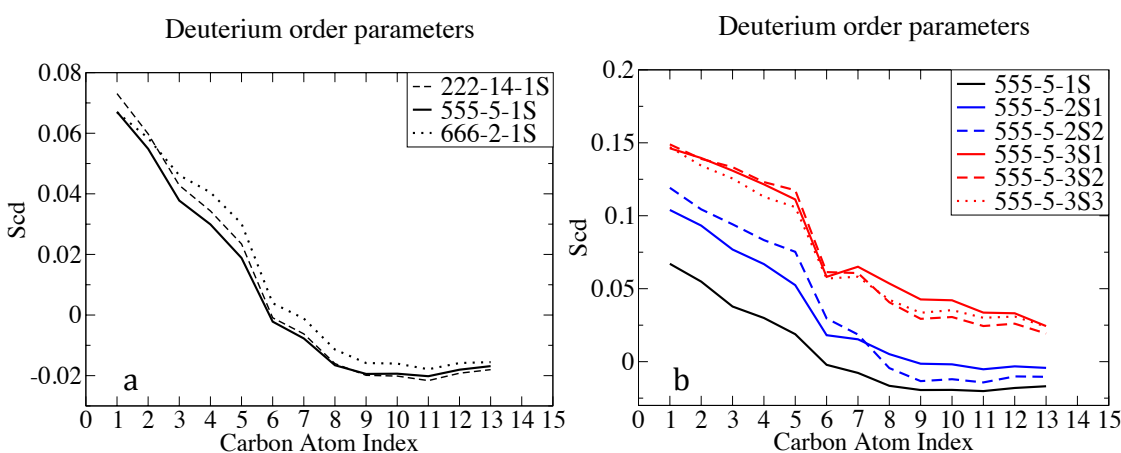 Deuterium order parameters
0.08
0.06
0.04
0.02
0
-0.02
Scd
222-14-1S
555-5-1S
666-2-1S
a
0 1 2 3 4 5 6 7 8 9 10 11 12 13 14 15
Carbon Atom Index
Deuterium order parameters
0.2
0.15
0.1
0.05
0
Scd
555-5-1S
555-5-2S1
555-5-2S2
555-5-3S1
555-5-3S2
555-5-3S3
b
0 1 2 3 4 5 6 7 8 9 10 11 12 13 14 15
Carbon Atom Index